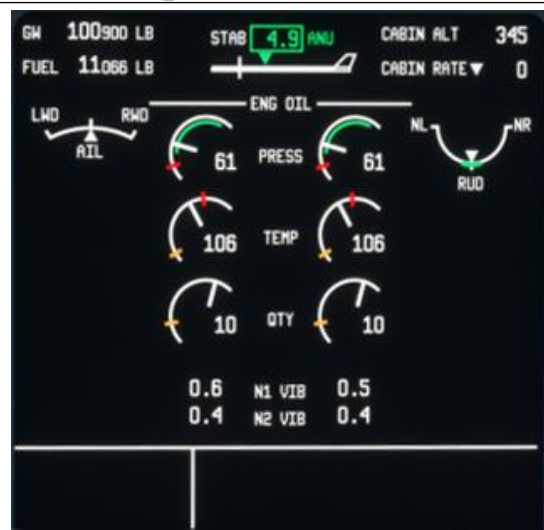 GW 100900 LB STAB 4.9 ANU CABIN ALT 345
FUEL 11066 LB CABIN RATE▼ 0
ENG OIL
LWD RWD NL NR
AIL RUD
61 PRESS 61
106 TEMP 106
10 QTY 10
0.6 N1 VIB 0.5
0.4 N2 VIB 0.4